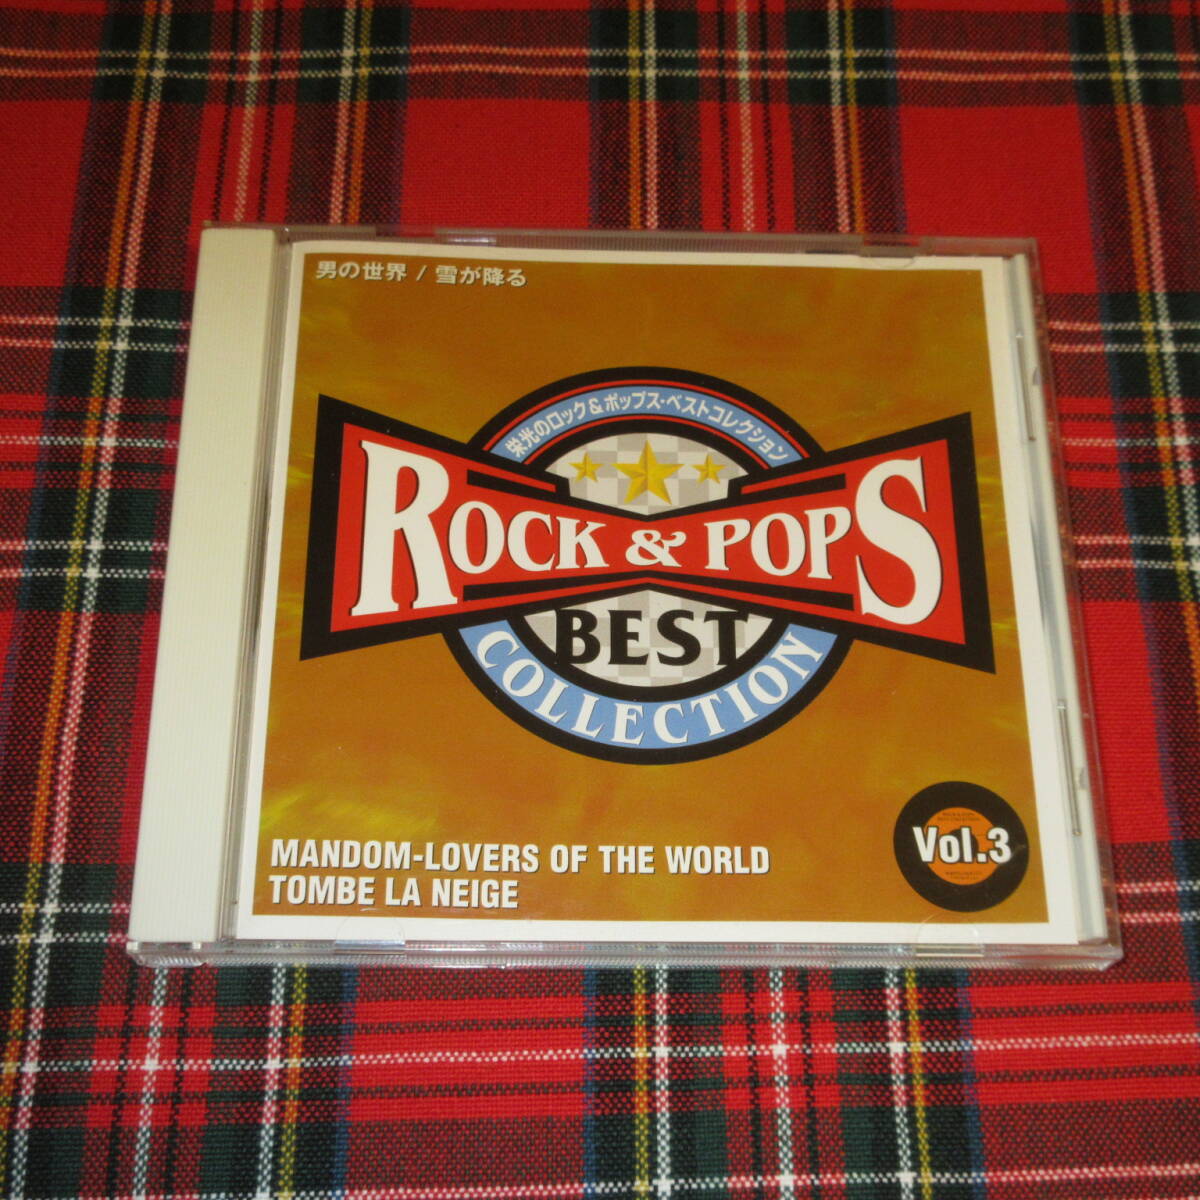 男の世界 / 雪が降る
栄光のロック&ポップス・ベストコレクション
ROCK & POPS
BEST
COLLECTION
Vol.3
MANDOM-LOVERS OF THE WORLD
TOMBE LA NEIGE